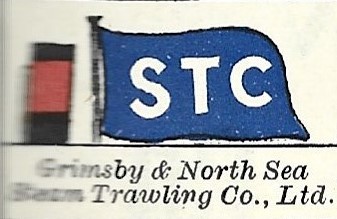 STC
Grimsby & North Sea
Steam Trawling Co., Ltd.